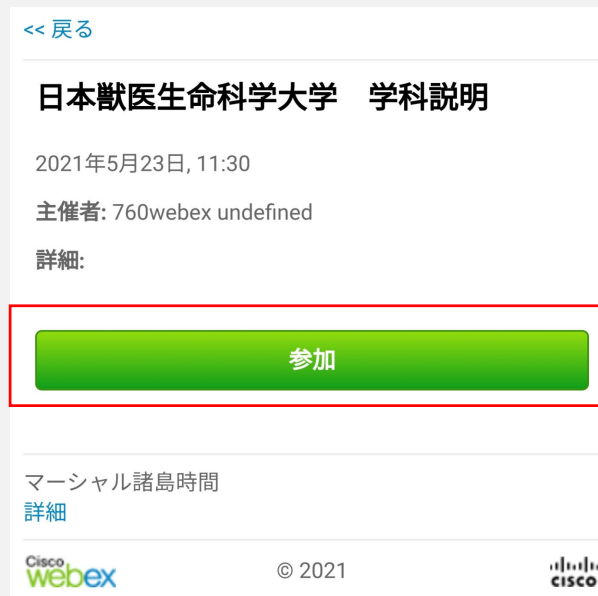 << 戻る
日本獣医生命科学大学　学科説明
2021年5月23日, 11:30
主催者: 760webex undefined
詳細:
参加
マーシャル諸島時間
詳細
Cisco
webex
© 2021
cisco